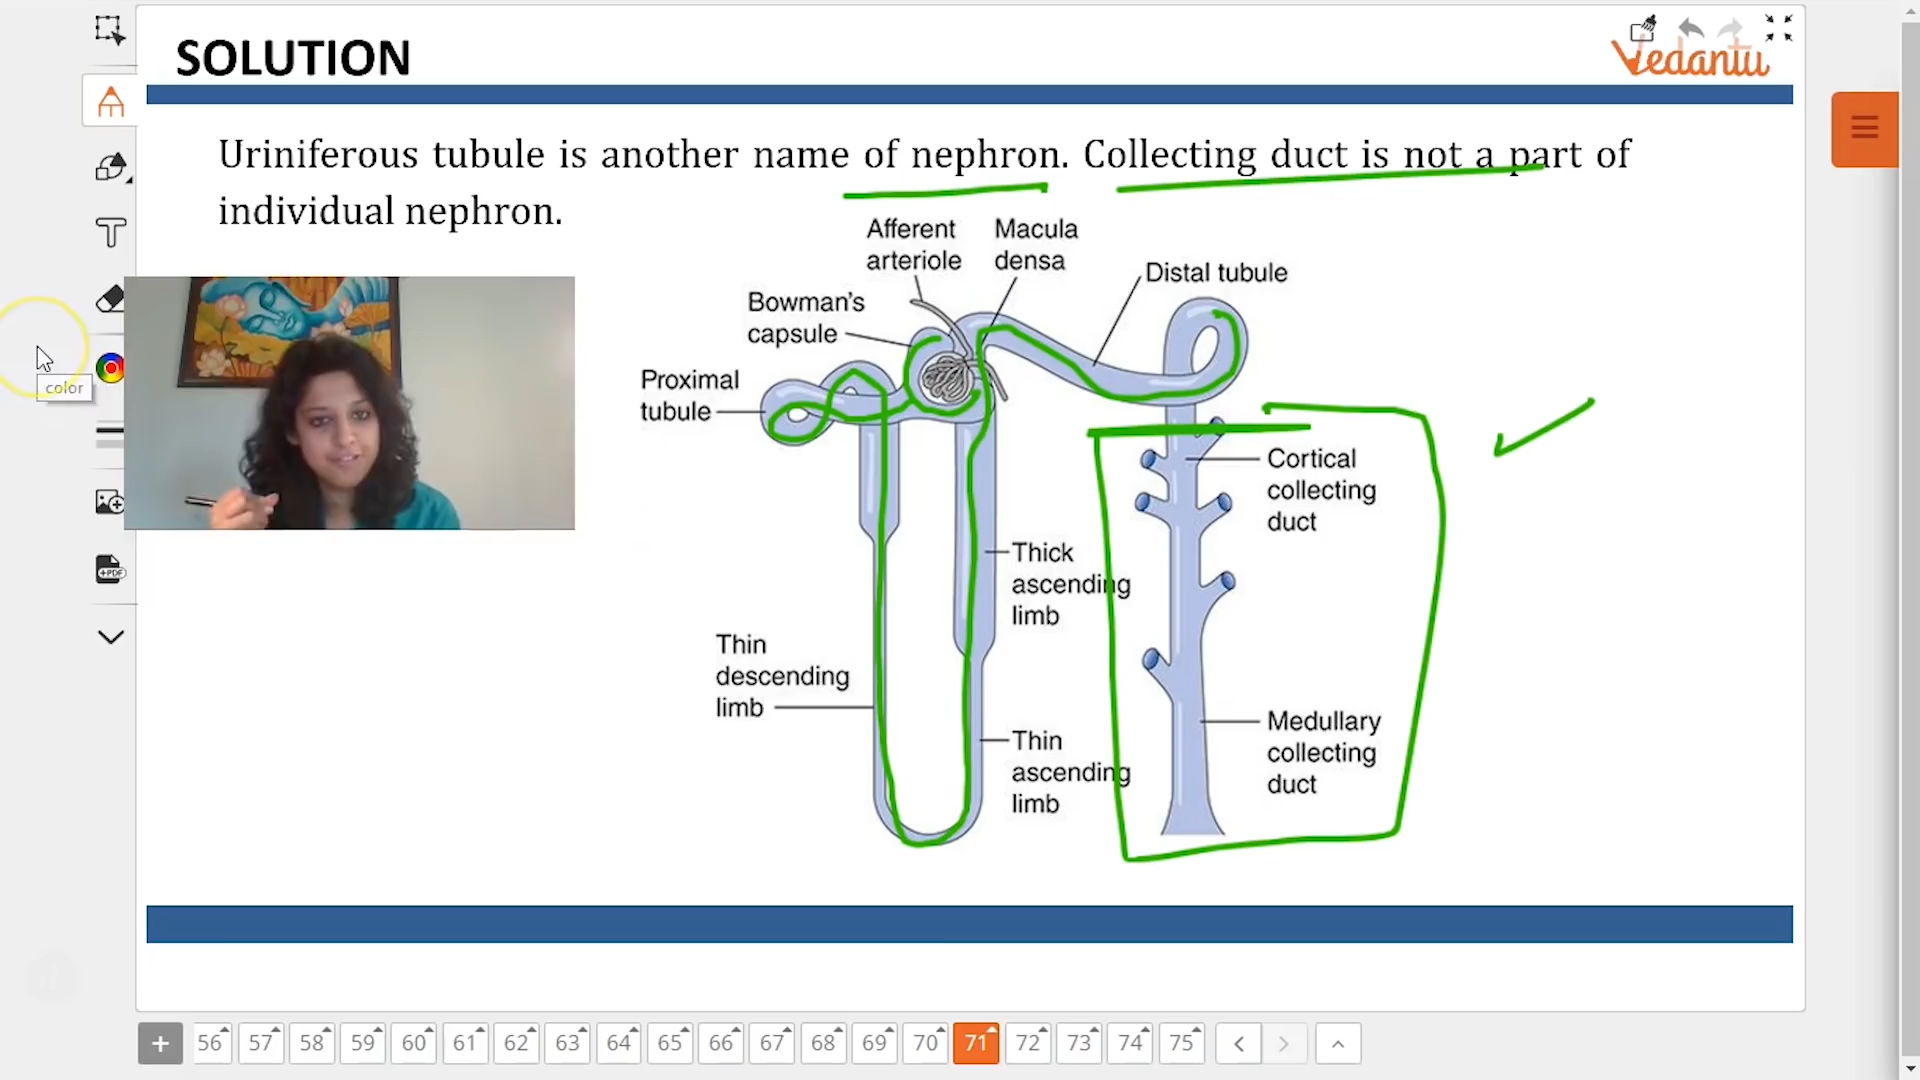 SOLUTION
Vedantu
Uriniferous tubule is another name of nephron. Collecting duct is not a part of
individual nephron.
Afferent
arteriole
Macula
densa
Distal tubule
Bowman's
capsule
Proximal
tubule
color
Cortical
collecting
duct
Thick
ascending
limb
Thin
descending
limb
Medullary
collecting
duct
Thin
ascending
limb
+PDF
56 57 58 59 60 61 62 63 64 65 66 67 68 69 70 71 72 73 74 75